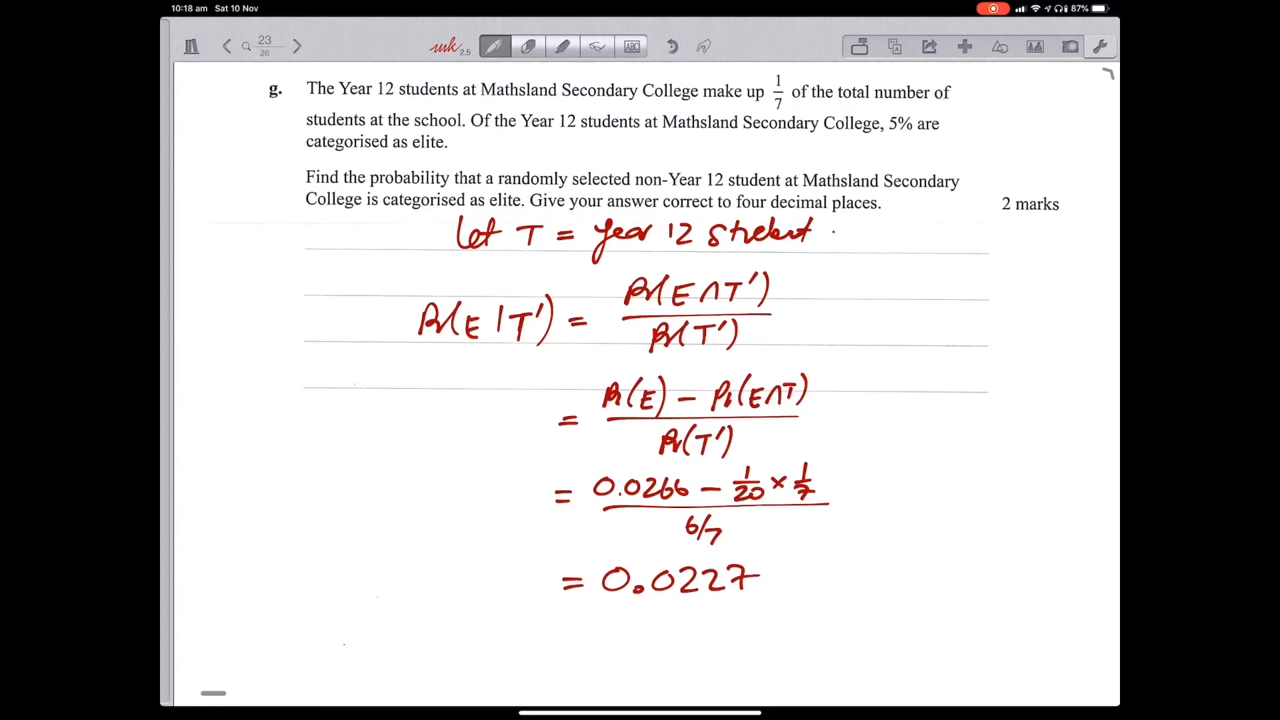 10:18 am Sat 10 Nov
87%
23
26
2.5
ABC
g. The Year 12 students at Mathsland Secondary College make up 1/7 of the total number of
students at the school. Of the Year 12 students at Mathsland Secondary College, 5% are
categorised as elite.
Find the probability that a randomly selected non-Year 12 student at Mathsland Secondary
College is categorised as elite. Give your answer correct to four decimal places. 2 marks
Let T = Year 12 student.
Pr(E | T') = Pr(E ∩ T') / Pr(T')
= Pr(E) − Pr(E∩T) / Pr(T')
= 0.0266 − 1/20 × 1/7 / 6/7
= 0.0227